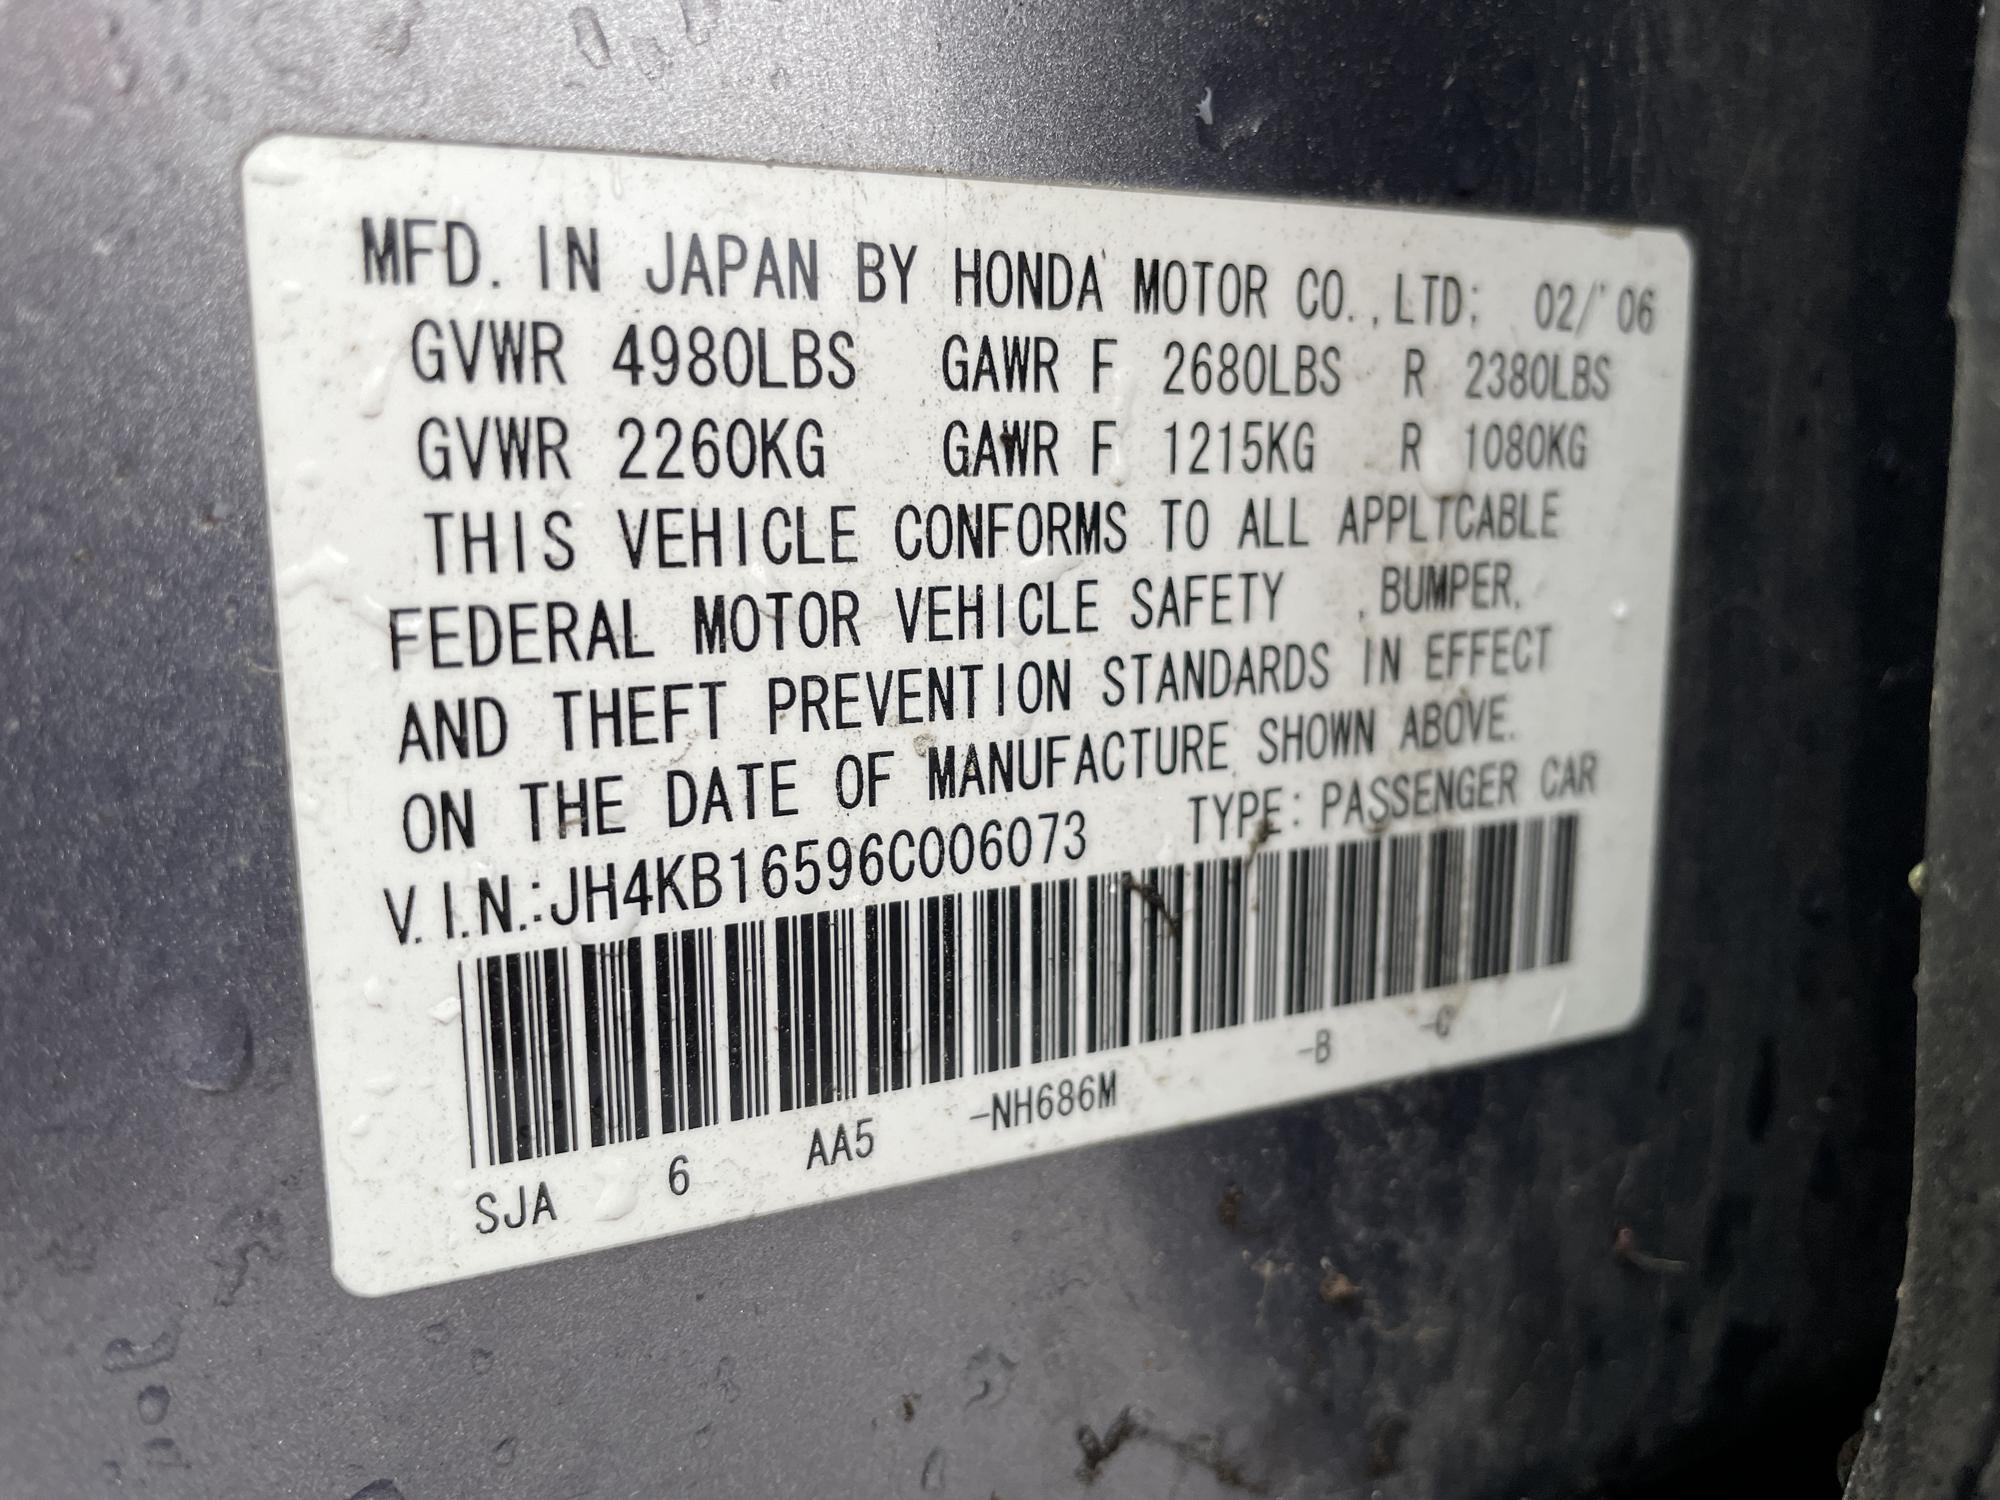 MFD. IN JAPAN BY HONDA MOTOR CO.,LTD; 02/'06
GVWR 4980LBS GAWR F 2680LBS R 2380LBS
GVWR 2260KG GAWR F 1215KG R 1080KG
THIS VEHICLE CONFORMS TO ALL APPLICABLE
FEDERAL MOTOR VEHICLE SAFETY , BUMPER,
AND THEFT PREVENTION STANDARDS IN EFFECT
ON THE DATE OF MANUFACTURE SHOWN ABOVE.
V.I.N.:JH4KB16596C006073 TYPE: PASSENGER CAR
SJA 6 AA5 -NH686M -B -C